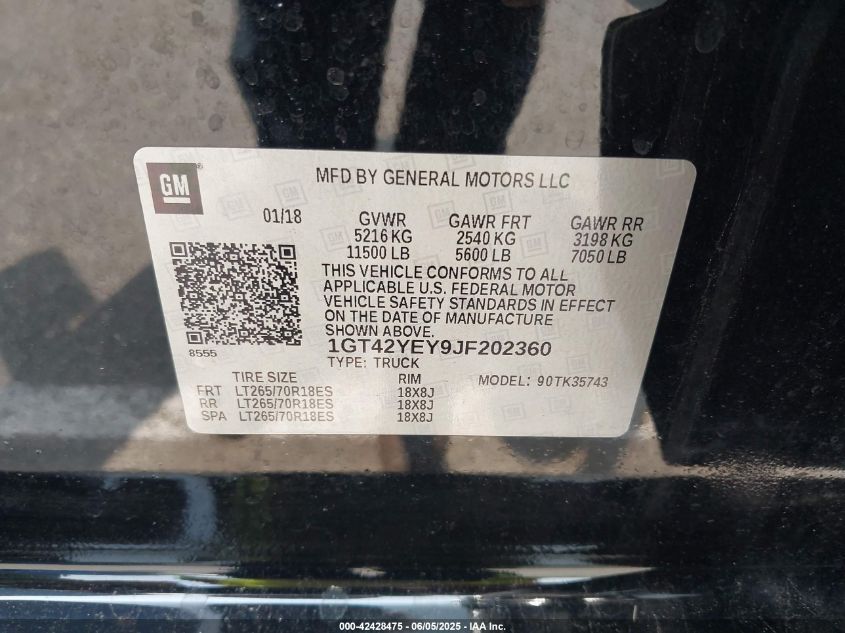 GM
MFD BY GENERAL MOTORS LLC
01/18 GVWR GAWR FRT GAWR RR
5216 KG 2540 KG 3198 KG
11500 LB 5600 LB 7050 LB
THIS VEHICLE CONFORMS TO ALL
APPLICABLE U.S. FEDERAL MOTOR
VEHICLE SAFETY STANDARDS IN EFFECT
ON THE DATE OF MANUFACTURE
SHOWN ABOVE.
8555
1GT42YEY9JF202360
TYPE: TRUCK
TIRE SIZE RIM MODEL: 90TK35743
FRT LT265/70R18ES 18X8J
RR LT265/70R18ES 18X8J
SPA LT265/70R18ES 18X8J
000-42428475 - 06/05/2025 - IAA Inc.